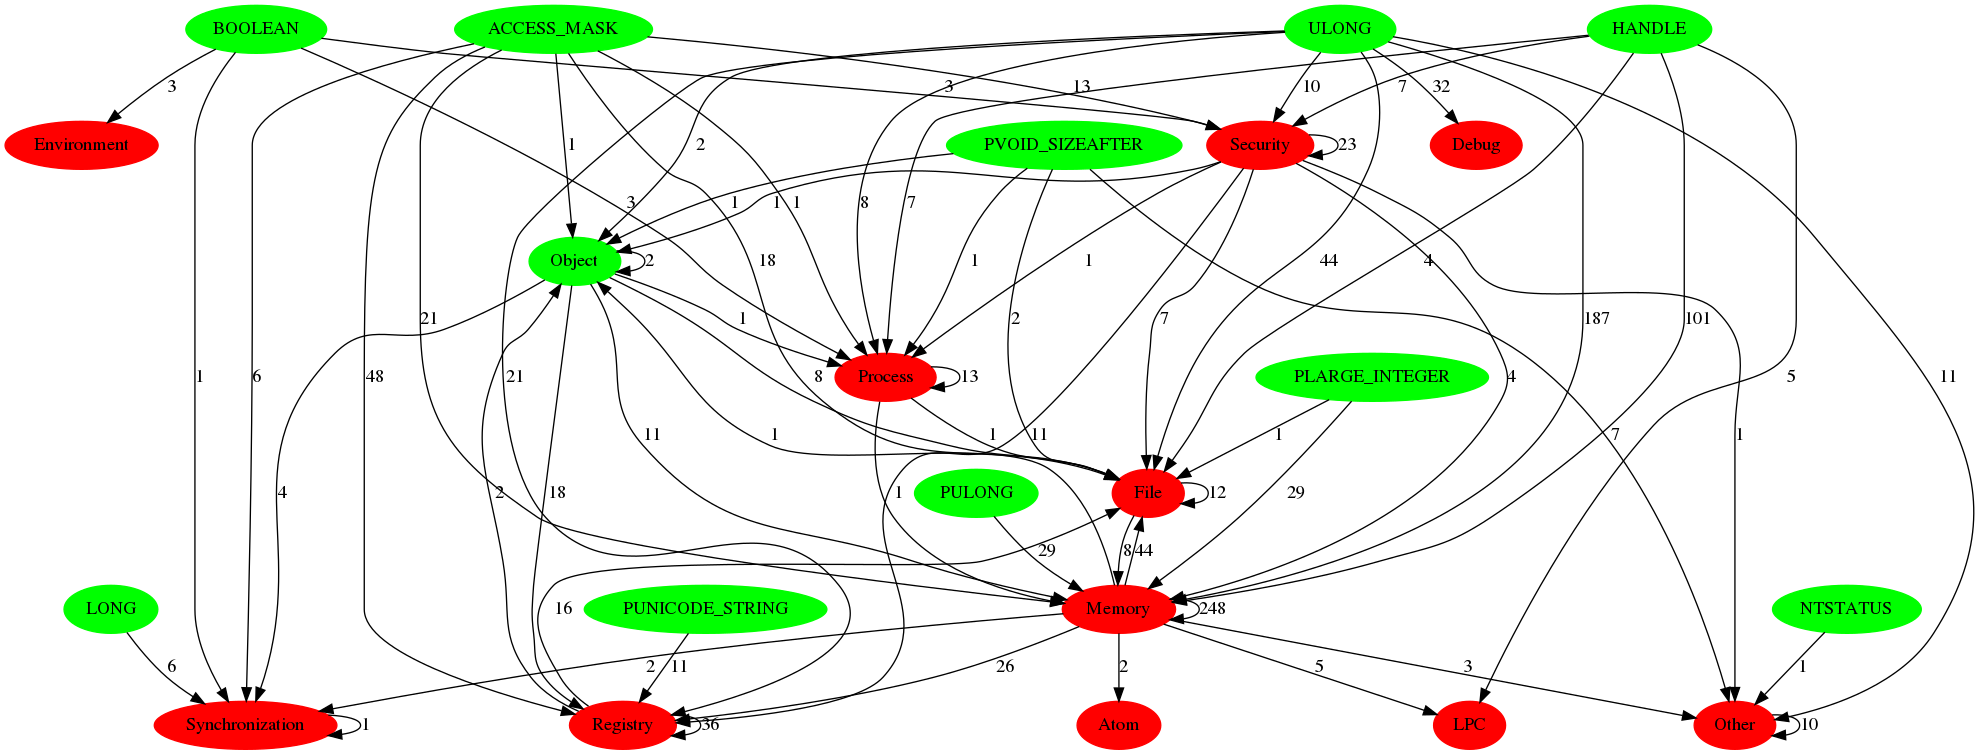 BOOLEAN ACCESS_MASK ULONG HANDLE
3 3 13 10 7 32
Environment PVOID_SIZEAFTER Security 23 Debug
1 2
3 1 1 1 8 7
Object 2 18 1 1 44 4
21 1 2 7 187 101
1 6 48 21 8 Process 13 PLARGE_INTEGER 4 5 11
11 1 1 11 1 7 1
4 2 18 PULONG 1 File 12 29
29 8 44
LONG 16 PUNICODE_STRING Memory 248 NTSTATUS
6 2 11 26 2 5 3 1
Synchronization 1 Registry 36 Atom LPC Other 10